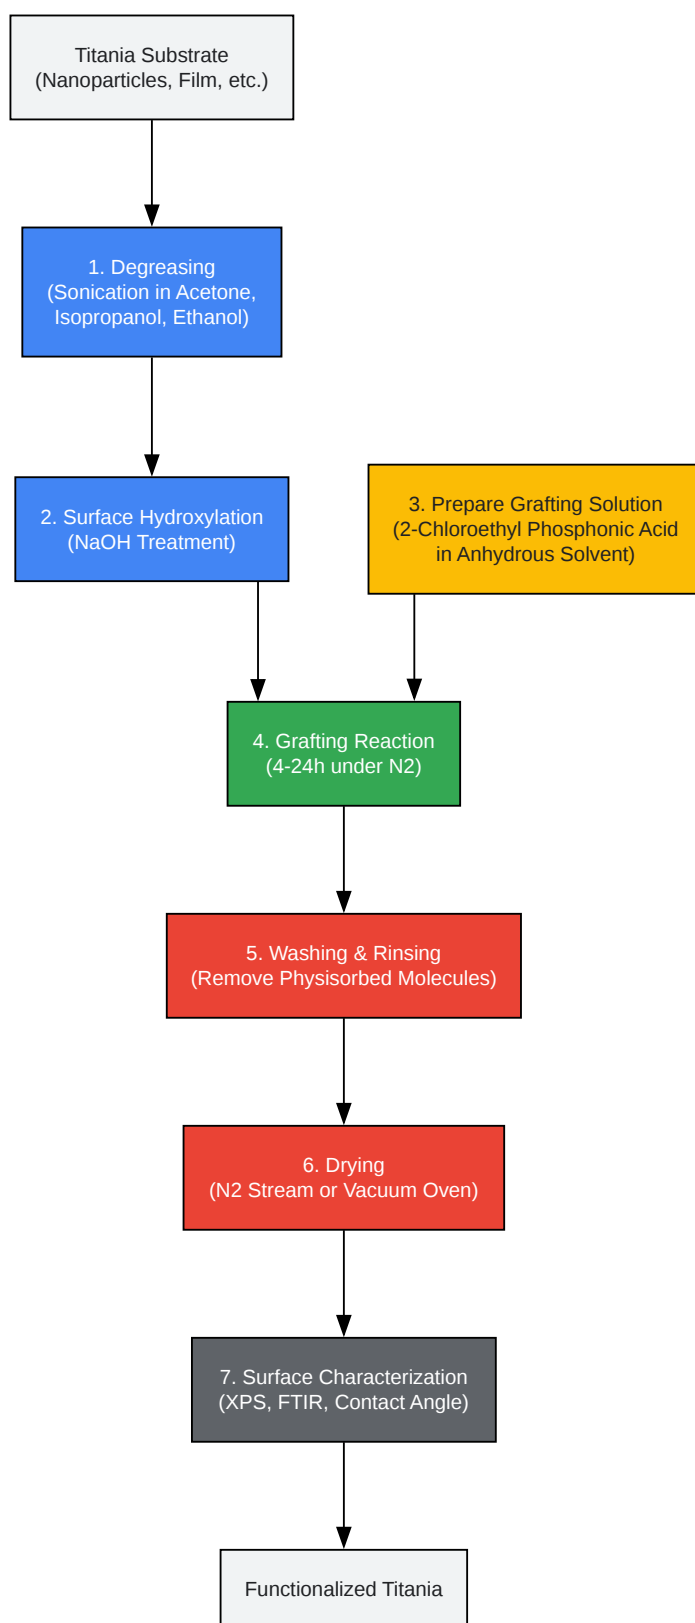 Titania Substrate
(Nanoparticles, Film, etc.)
1. Degreasing
(Sonication in Acetone,
Isopropanol, Ethanol)
2. Surface Hydroxylation
(NaOH Treatment)
3. Prepare Grafting Solution
(2-Chloroethyl Phosphonic Acid
in Anhydrous Solvent)
4. Grafting Reaction
(4-24h under N2)
5. Washing & Rinsing
(Remove Physisorbed Molecules)
6. Drying
(N2 Stream or Vacuum Oven)
7. Surface Characterization
(XPS, FTIR, Contact Angle)
Functionalized Titania